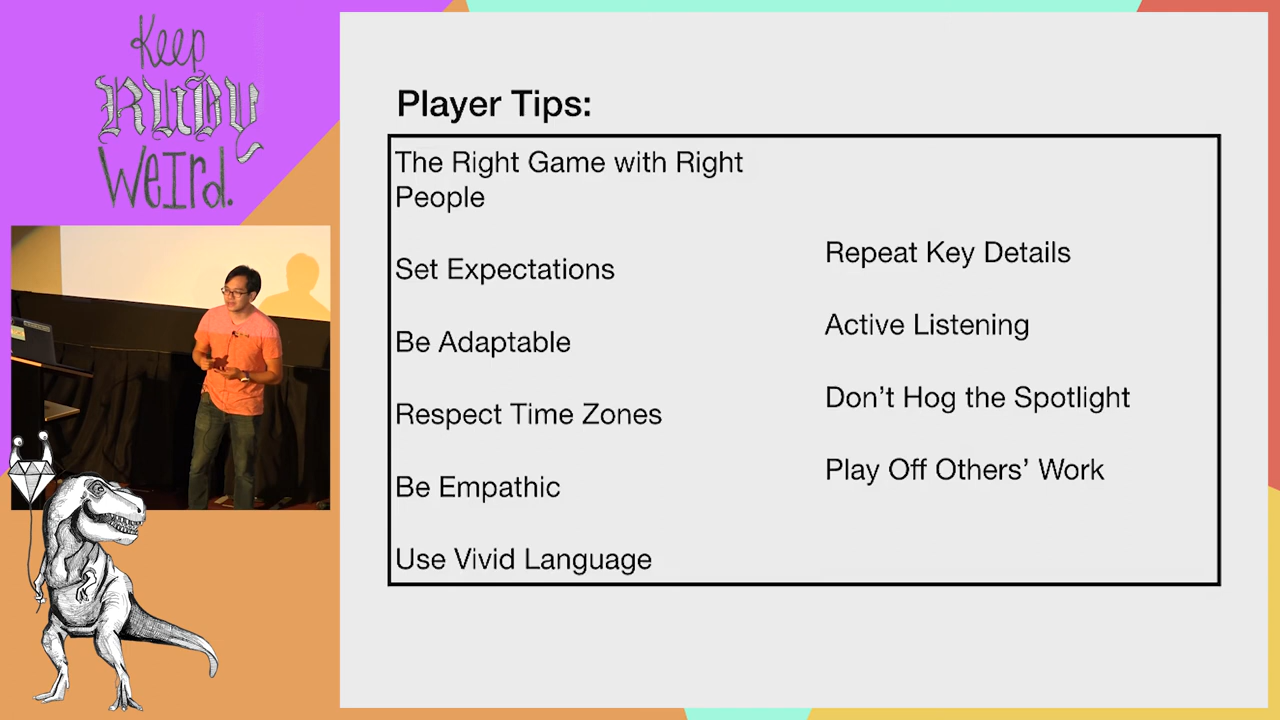 Keep
RUBY
WeIrd.
Player Tips:
The Right Game with Right
People
Set Expectations
Be Adaptable
Respect Time Zones
Be Empathic
Use Vivid Language
Repeat Key Details
Active Listening
Don’t Hog the Spotlight
Play Off Others’ Work